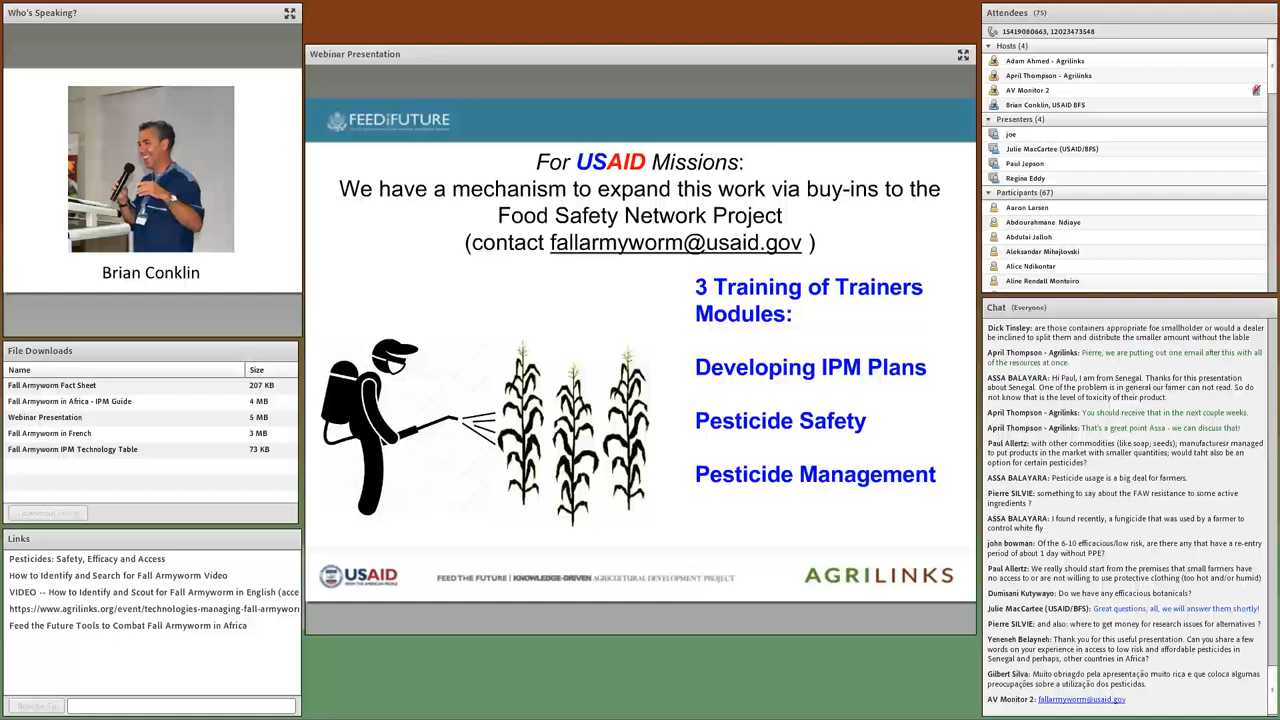 Who's Speaking?
Brian Conklin
File Downloads
Name Size
Fall Armyworm Fact Sheet 207 KB
Fall Armyworm in Africa - IPM Guide 4 MB
Webinar Presentation 5 MB
Fall Armyworm in French 3 MB
Fall Armyworm IPM Technology Table 73 KB
Links
Pesticides: Safety, Efficacy and Access
How to Identify and Search for Fall Armyworm Video
VIDEO -- How to Identify and Scout for Fall Armyworm in English (acce
https://www.agrilinks.org/event/technologies-managing-fall-armywor
Feed the Future Tools to Combat Fall Armyworm in Africa
Browse To
Webinar Presentation
FEED THE FUTURE
For USAID Missions:
We have a mechanism to expand this work via buy-ins to the
Food Safety Network Project
(contact fallarmyworm@usaid.gov )
3 Training of Trainers
Modules:
Developing IPM Plans
Pesticide Safety
Pesticide Management
USAID
FROM THE AMERICAN PEOPLE
FEED THE FUTURE | KNOWLEDGE-DRIVEN AGRICULTURAL DEVELOPMENT PROJECT
AGRILINKS
Attendees (75)
15419080663, 12023473548
Hosts (4)
Adam Ahmed - Agrilinks
April Thompson - Agrilinks
AV Monitor 2
Brian Conklin, USAID BFS
Presenters (4)
joe
Julie MacCartee (USAID/BFS)
Paul Jepson
Regina Eddy
Participants (67)
Aaron Larsen
Abdourahmane Ndiaye
Abdulai Jalloh
Aleksandar Mihajlovski
Alice Ndikontar
Aline Rendall Monteiro
Chat (Everyone)
Dick Tinsley: are those containers appropriate foe smallholder or would a dealer
be inclined to split them and distribute the smaller amount without the lable
April Thompson - Agrilinks: Pierre, we are putting out one email after this with all
of the resources at once.
ASSA BALAYARA: Hi Paul, I am from Senegal. Thanks for this presentation
about Senegal. One of the problem is in general our famer can not read. So do
not know that is the level of toxicity of their product.
April Thompson - Agrilinks: You should receive that in the next couple weeks.
April Thompson - Agrilinks: That's a great point Assa - we can discuss that!
Paul Allertz: with other commodities (like soap; seeds); manufacturesr managed
to put products in the market with smaller quantities; would taht also be an
option for certain pesticides?
ASSA BALAYARA: Pesticide usage is a big deal for farmers.
Pierre SILVIE: something to say about the FAW resistance to some active
ingredients ?
ASSA BALAYARA: I found recently, a fungicide that was used by a farmer to
control white fly
john bowman: Of the 6-10 efficacious/low risk, are there any that have a re-entry
period of about 1 day without PPE?
Paul Allertz: We really should start from the premises that small farmers have
no access to or are not willing to use protective clothing (too hot and/or humid)
Dumisani Kutywayo: Do we have any efficacious botanicals?
Julie MacCartee (USAID/BFS): Great questions, all, we will answer them shortly!
Pierre SILVIE: and also: where to get money for research issues for alternatives ?
Yeneneh Belayneh: Thank you for this useful presentation. Can you share a few
words on your experience in access to low risk and affordable pesticides in
Senegal and perhaps, other countries in Africa?
Gilbert Silva: Muito obriagdo pela apresentação muito rica e que coloca algumas
preocupações sobre a utilização dos pesticidas.
AV Monitor 2: fallarmyworm@usaid.gov